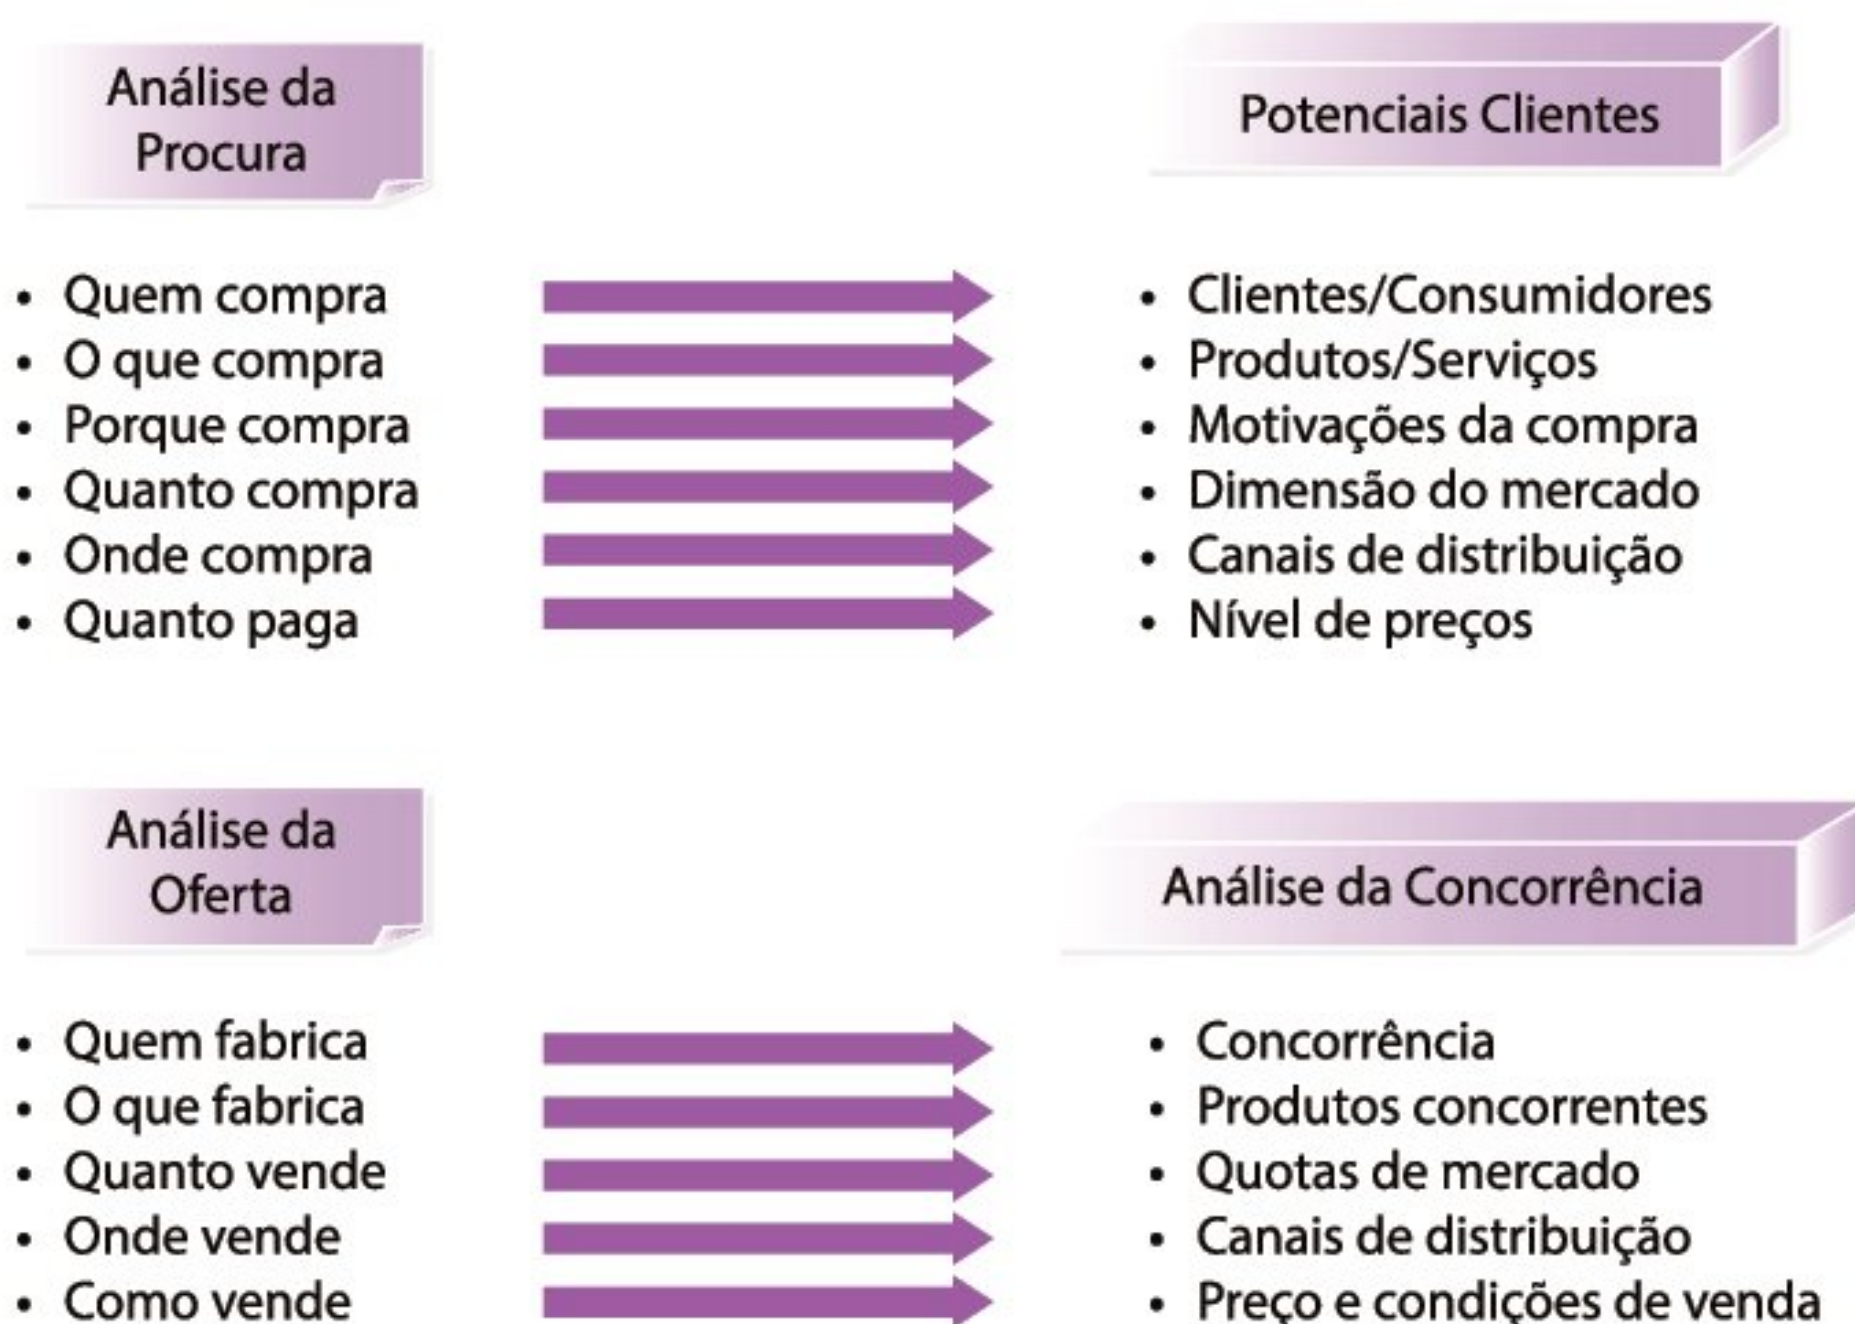 Análise da
Procura
Potenciais Clientes
• Quem compra
• O que compra
• Porque compra
• Quanto compra
• Onde compra
• Quanto paga
• Clientes/Consumidores
• Produtos/Serviços
• Motivações da compra
• Dimensão do mercado
• Canais de distribuição
• Nível de preços
Análise da
Oferta
Análise da Concorrência
• Quem fabrica
• O que fabrica
• Quanto vende
• Onde vende
• Como vende
• Concorrência
• Produtos concorrentes
• Quotas de mercado
• Canais de distribuição
• Preço e condições de venda